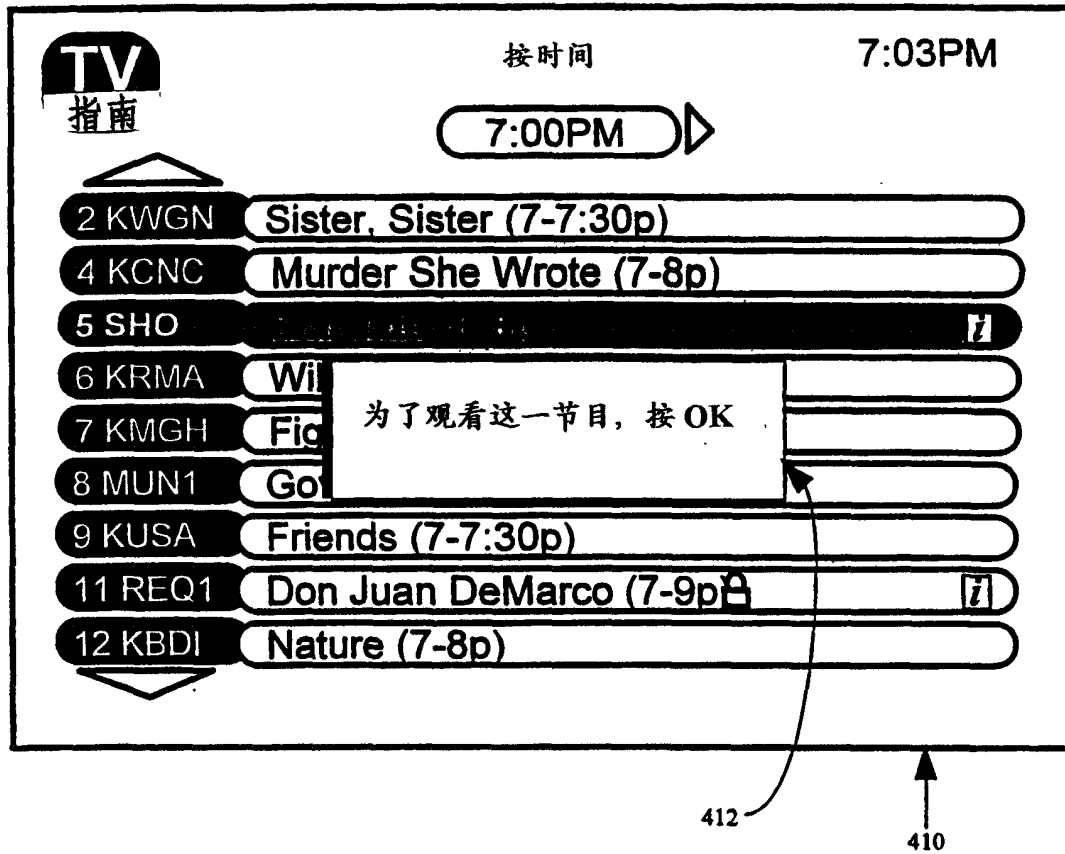 TV
指南
按时间
7:03PM
7:00PM
2 KWGN Sister, Sister (7-7:30p)
4 KCNC Murder She Wrote (7-8p)
5 SHO i
6 KRMA Wil
7 KMGH Fig
8 MUN1 Go
为了观看这一节目，按 OK
9 KUSA Friends (7-7:30p)
11 REQ1 Don Juan DeMarco (7-9p i
12 KBDI Nature (7-8p)
412
410